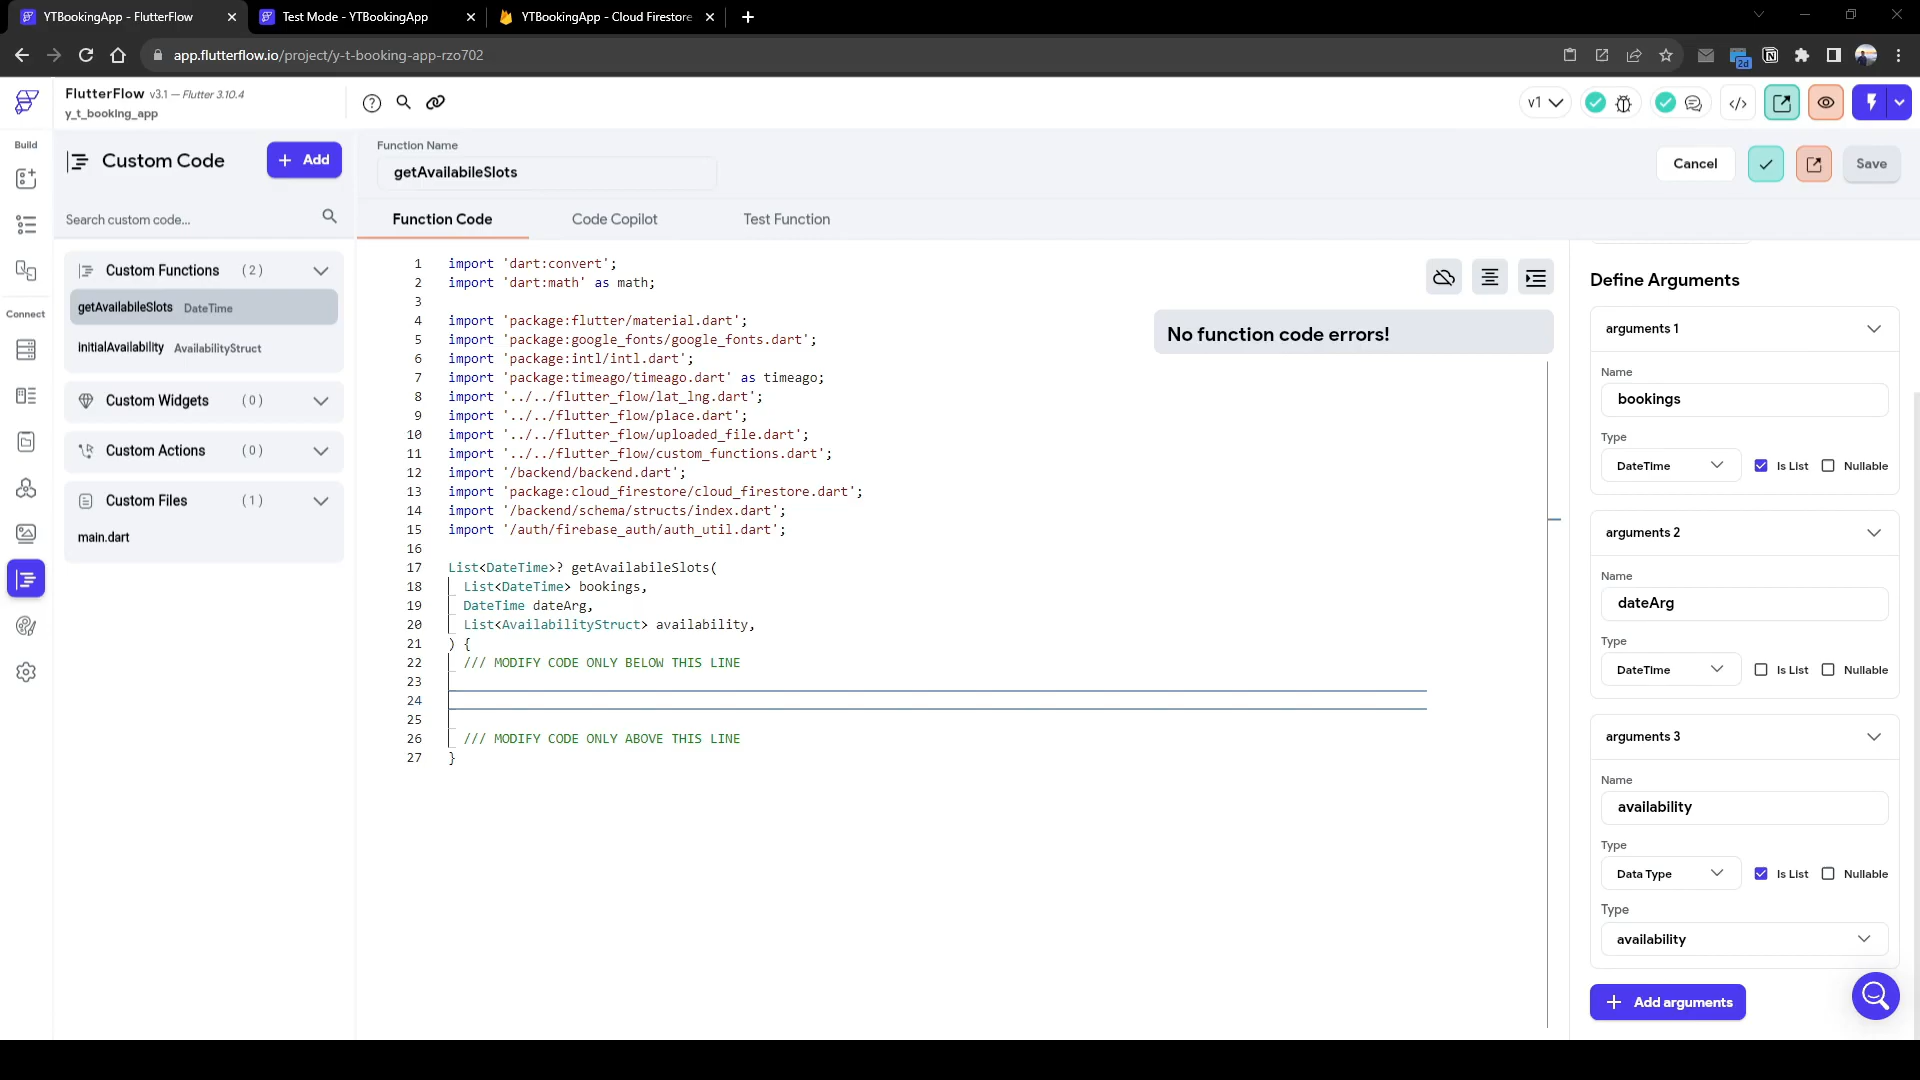 YTBookingApp - FlutterFlow
Test Mode - YTBookingApp
YTBookingApp - Cloud Firestore
app.flutterflow.io/project/y-t-booking-app-rzo702
2d
FlutterFlow v3.1 — Flutter 3.10.4
y_t_booking_app
v1
Build
Connect
Custom Code
+ Add
Search custom code...
Custom Functions (2)
getAvailabileSlots DateTime
initialAvailability AvailabilityStruct
Custom Widgets (0)
Custom Actions (0)
Custom Files (1)
main.dart
Function Name
getAvailabileSlots
Cancel
Save
Function Code
Code Copilot
Test Function
1 import 'dart:convert';
2 import 'dart:math' as math;
3
4 import 'package:flutter/material.dart';
5 import 'package:google_fonts/google_fonts.dart';
6 import 'package:intl/intl.dart';
7 import 'package:timeago/timeago.dart' as timeago;
8 import '../../flutter_flow/lat_lng.dart';
9 import '../../flutter_flow/place.dart';
10 import '../../flutter_flow/uploaded_file.dart';
11 import '../../flutter_flow/custom_functions.dart';
12 import '/backend/backend.dart';
13 import 'package:cloud_firestore/cloud_firestore.dart';
14 import '/backend/schema/structs/index.dart';
15 import '/auth/firebase_auth/auth_util.dart';
16
17 List<DateTime>? getAvailabileSlots(
18 List<DateTime> bookings,
19 DateTime dateArg,
20 List<AvailabilityStruct> availability,
21 ) {
22 /// MODIFY CODE ONLY BELOW THIS LINE
23
24
25
26 /// MODIFY CODE ONLY ABOVE THIS LINE
27 }
No function code errors!
Define Arguments
arguments 1
Name
bookings
Type
DateTime
Is List
Nullable
arguments 2
Name
dateArg
Type
DateTime
Is List
Nullable
arguments 3
Name
availability
Type
Data Type
Is List
Nullable
Type
availability
+ Add arguments